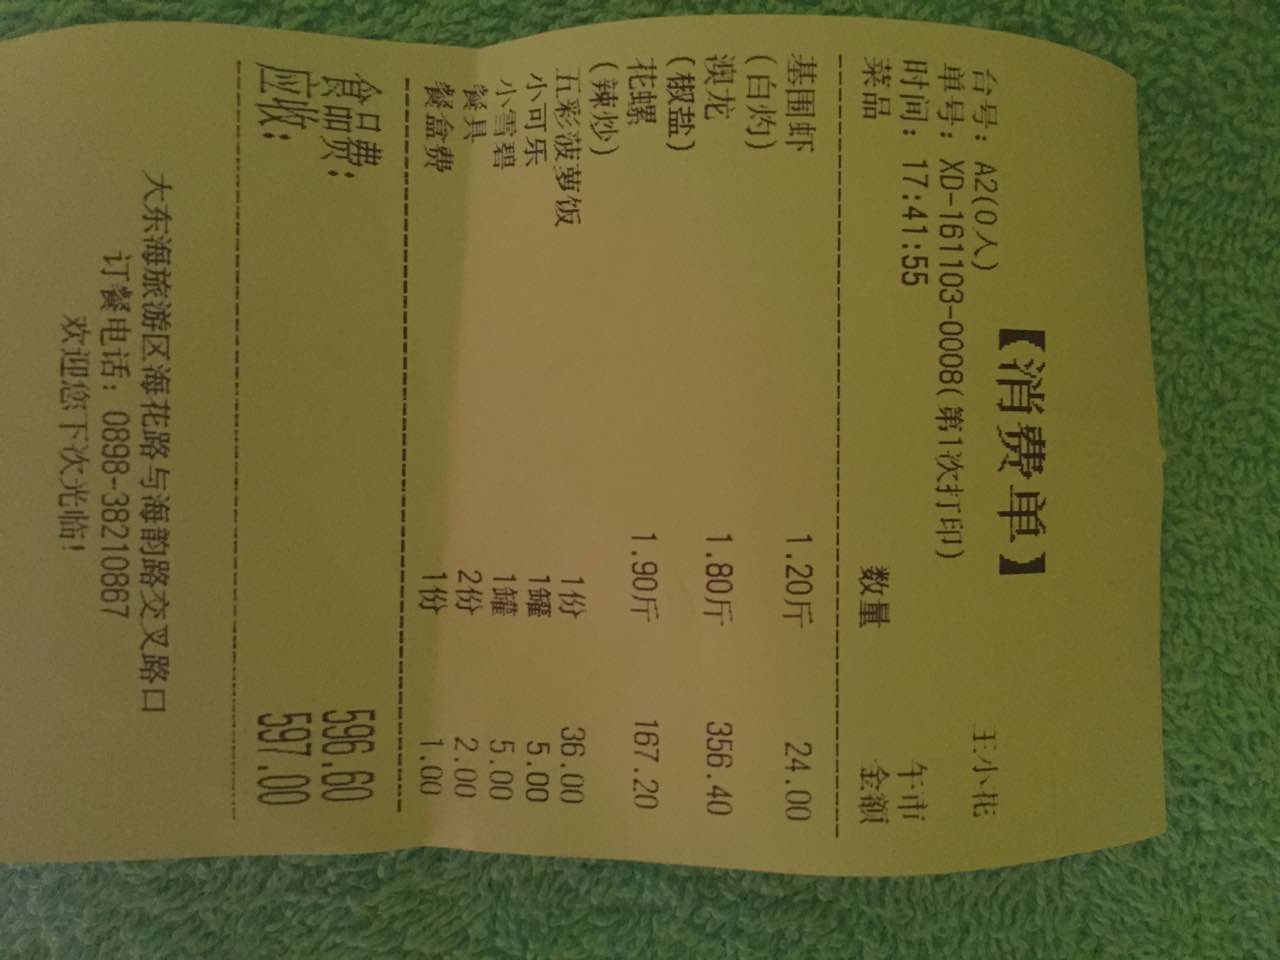 【消费单】
台号: A2(0人) 王小花
单号: XD-161103-0008(第1次打印)
时间: 17:41:55 午市
菜品 数量 金额
基围虾 1.20斤 24.00
(白灼)
澳龙 1.80斤 356.40
(椒盐)
花螺 1.90斤 167.20
(辣炒)
五彩菠萝饭 1份 36.00
小可乐 1罐 5.00
小雪碧 1罐 5.00
餐具 2份 2.00
餐盒费 1份 1.00
食品费: 596.60
应收: 597.00
大东海旅游区海花路与海韵路交叉路口
订餐电话: 0898-38210867
欢迎您下次光临!